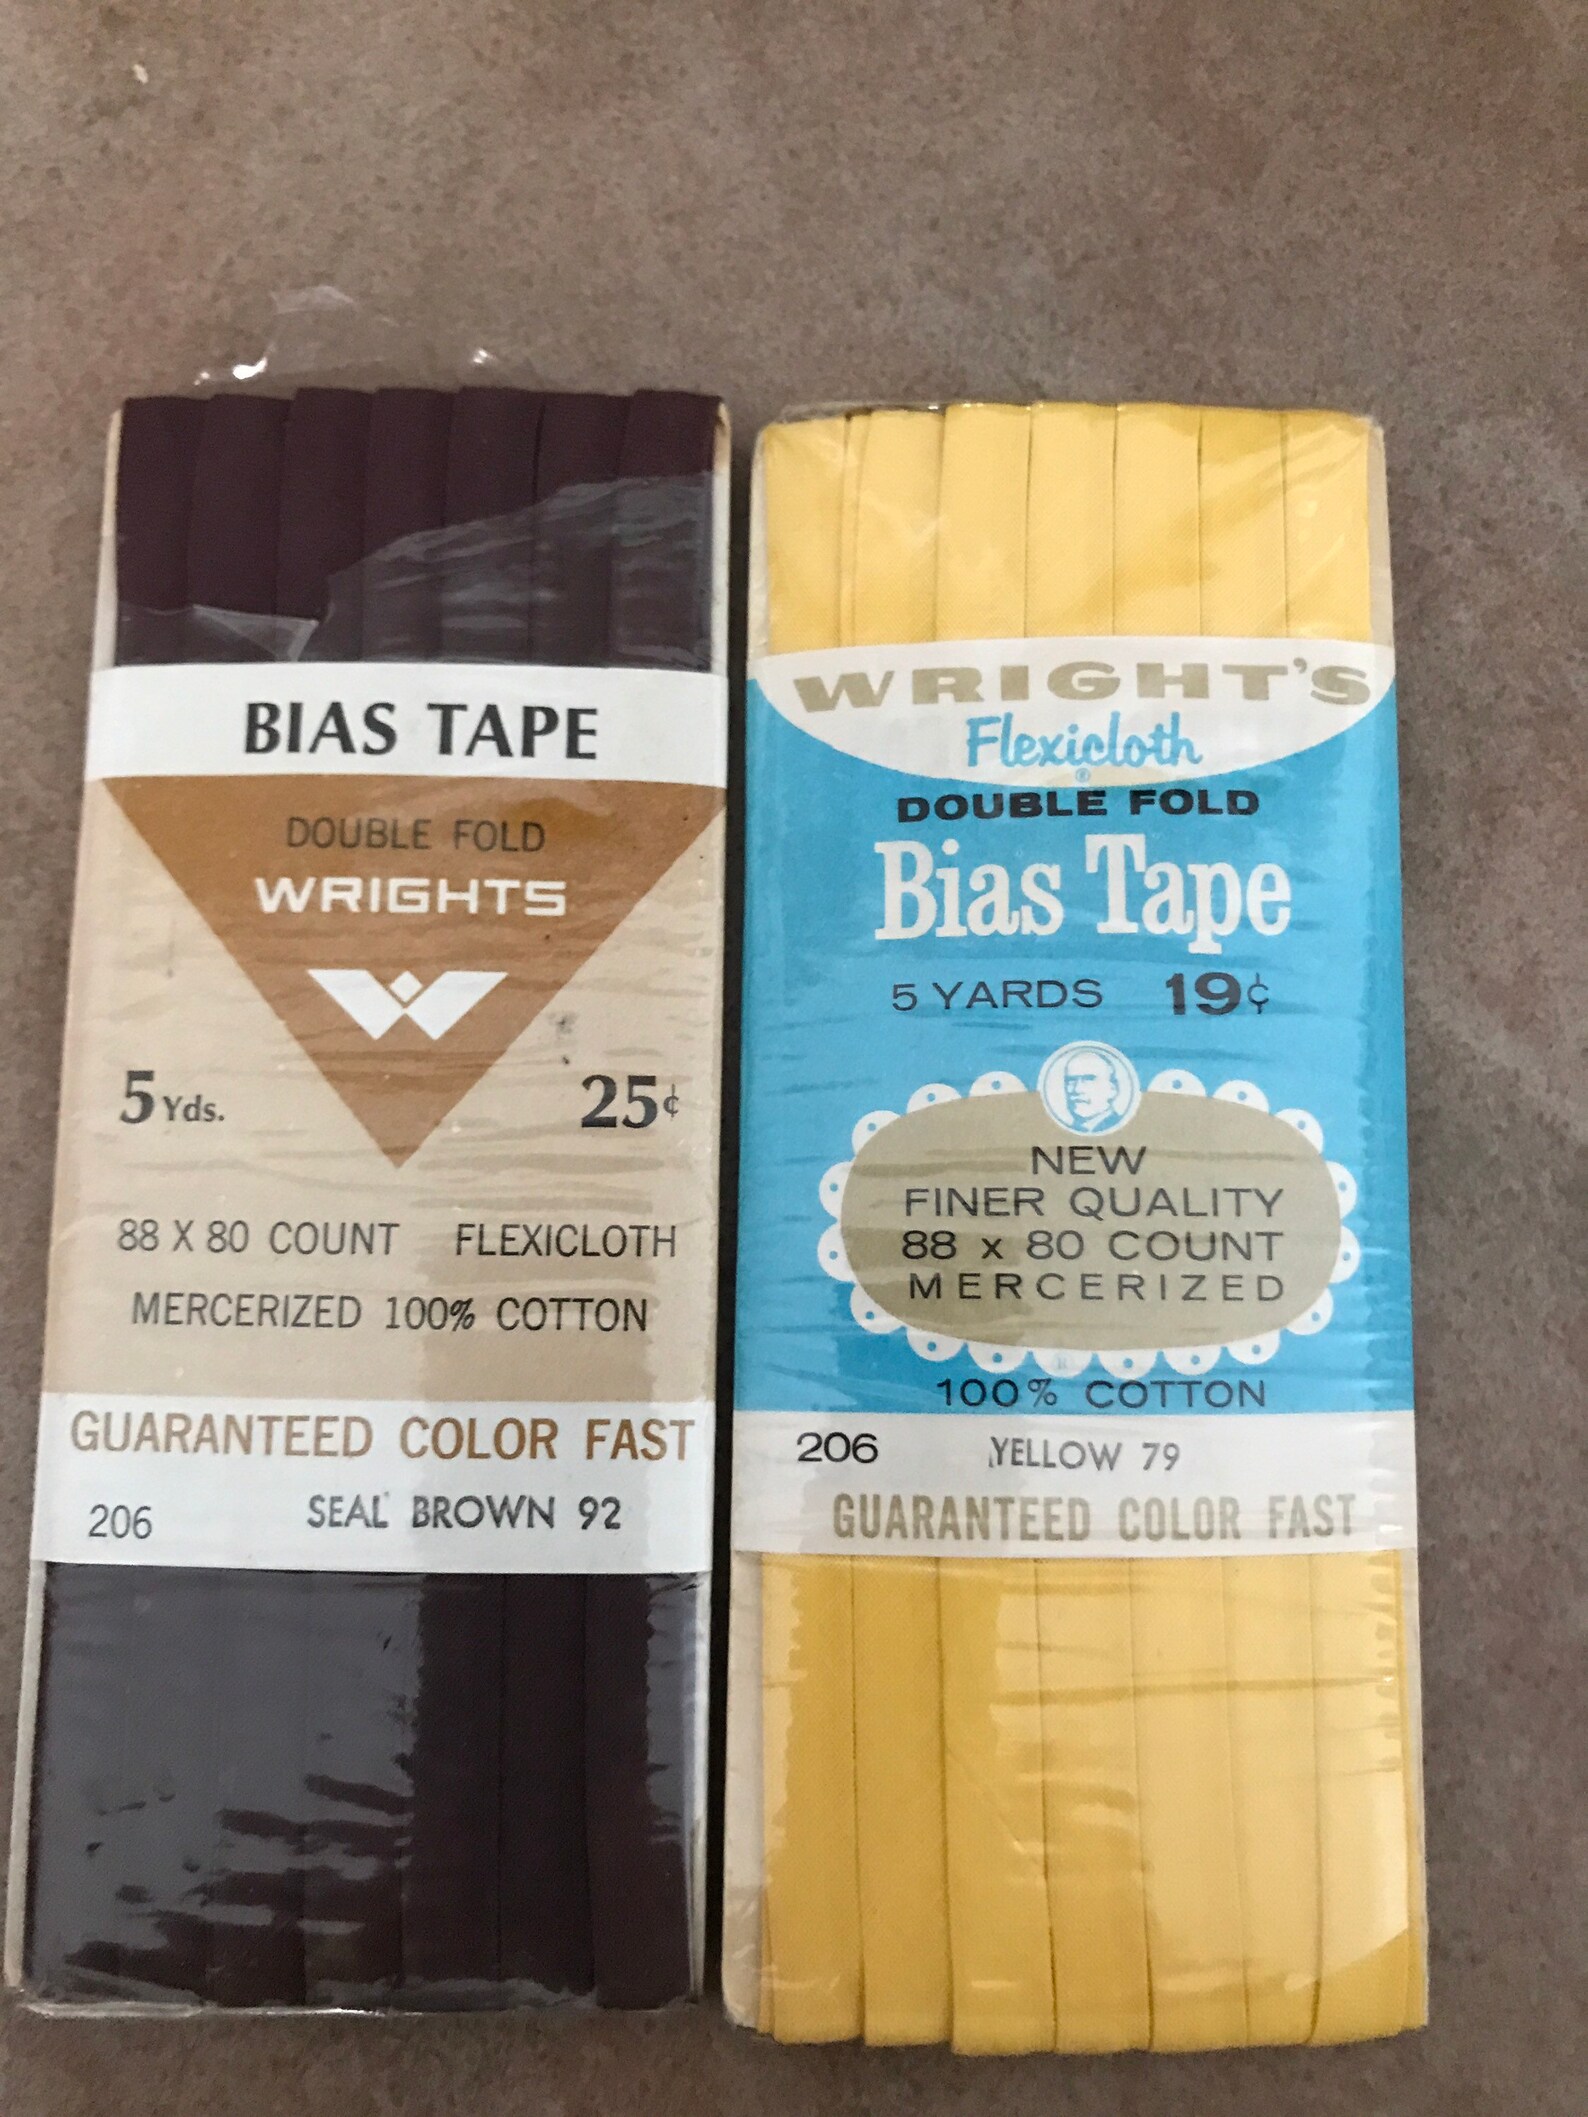 BIAS TAPE
DOUBLE FOLD
WRIGHTS
5 Yds. 25¢
88 X 80 COUNT FLEXICLOTH
MERCERIZED 100% COTTON
GUARANTEED COLOR FAST
206 SEAL BROWN 92
WRIGHT'S
Flexicloth
®
DOUBLE FOLD
Bias Tape
5 YARDS 19¢
NEW
FINER QUALITY
88 x 80 COUNT
MERCERIZED
100% COTTON
206 YELLOW 79
GUARANTEED COLOR FAST